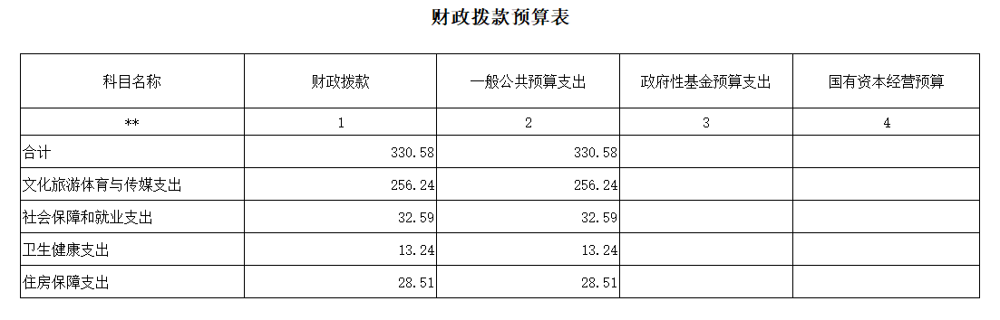 财政拨款预算表
科目名称 财政拨款 一般公共预算支出 政府性基金预算支出 国有资本经营预算
** 1 2 3 4
合计 330.58 330.58
文化旅游体育与传媒支出 256.24 256.24
社会保障和就业支出 32.59 32.59
卫生健康支出 13.24 13.24
住房保障支出 28.51 28.51